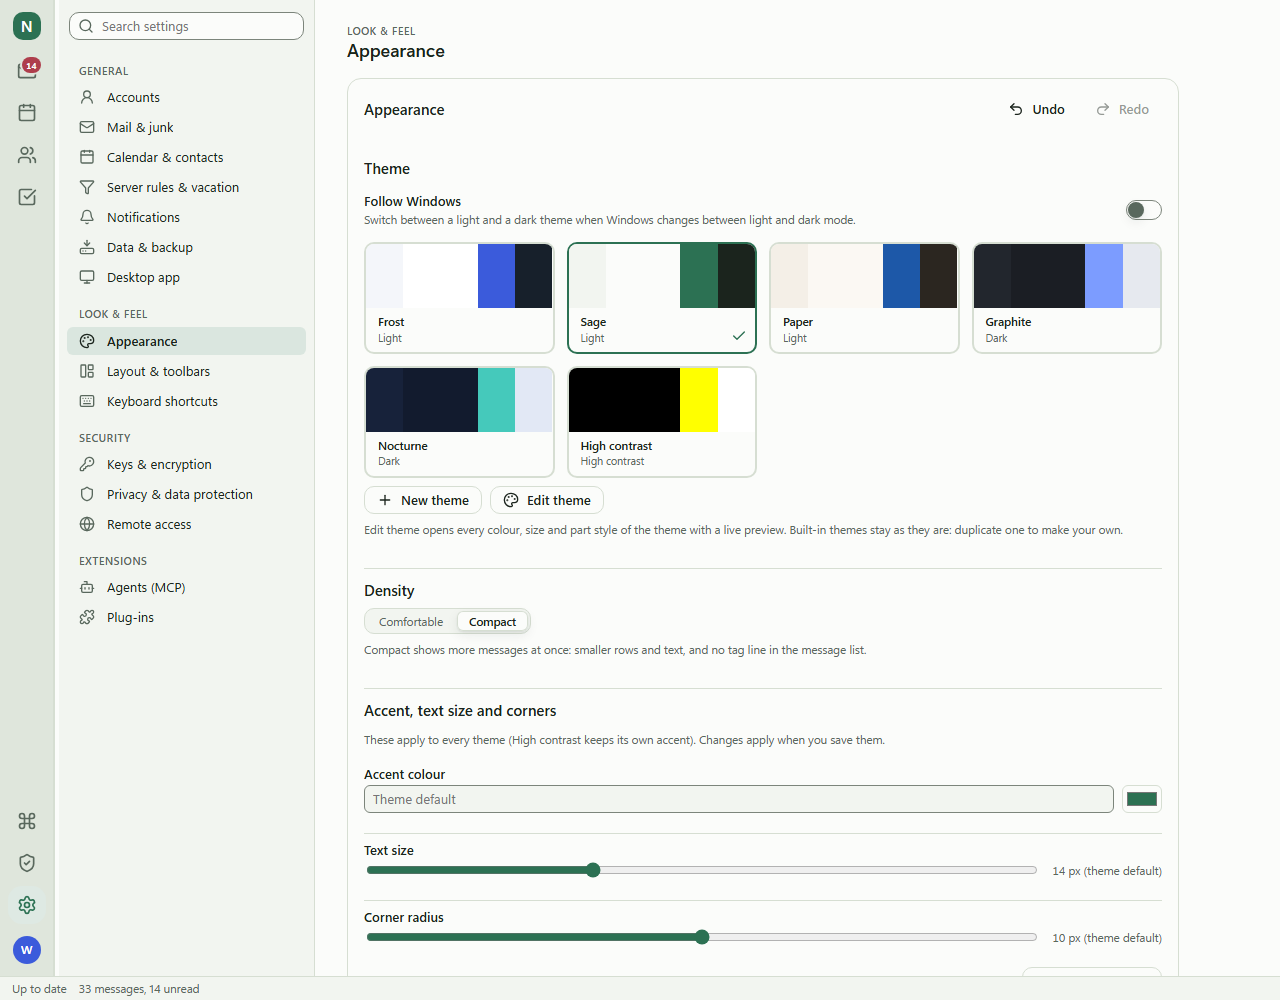 N
Search settings
14
GENERAL
Accounts
Mail & junk
Calendar & contacts
Server rules & vacation
Notifications
Data & backup
Desktop app
LOOK & FEEL
Appearance
Layout & toolbars
Keyboard shortcuts
SECURITY
Keys & encryption
Privacy & data protection
Remote access
EXTENSIONS
Agents (MCP)
Plug-ins
W
LOOK & FEEL
Appearance
Appearance
Undo
Redo
Theme
Follow Windows
Switch between a light and a dark theme when Windows changes between light and dark mode.
Frost
Light
Sage
Light
Paper
Light
Graphite
Dark
Nocturne
Dark
High contrast
High contrast
New theme
Edit theme
Edit theme opens every colour, size and part style of the theme with a live preview. Built-in themes stay as they are: duplicate one to make your own.
Density
Comfortable
Compact
Compact shows more messages at once: smaller rows and text, and no tag line in the message list.
Accent, text size and corners
These apply to every theme (High contrast keeps its own accent). Changes apply when you save them.
Accent colour
Theme default
Text size
14 px (theme default)
Corner radius
10 px (theme default)
Up to date
33 messages, 14 unread